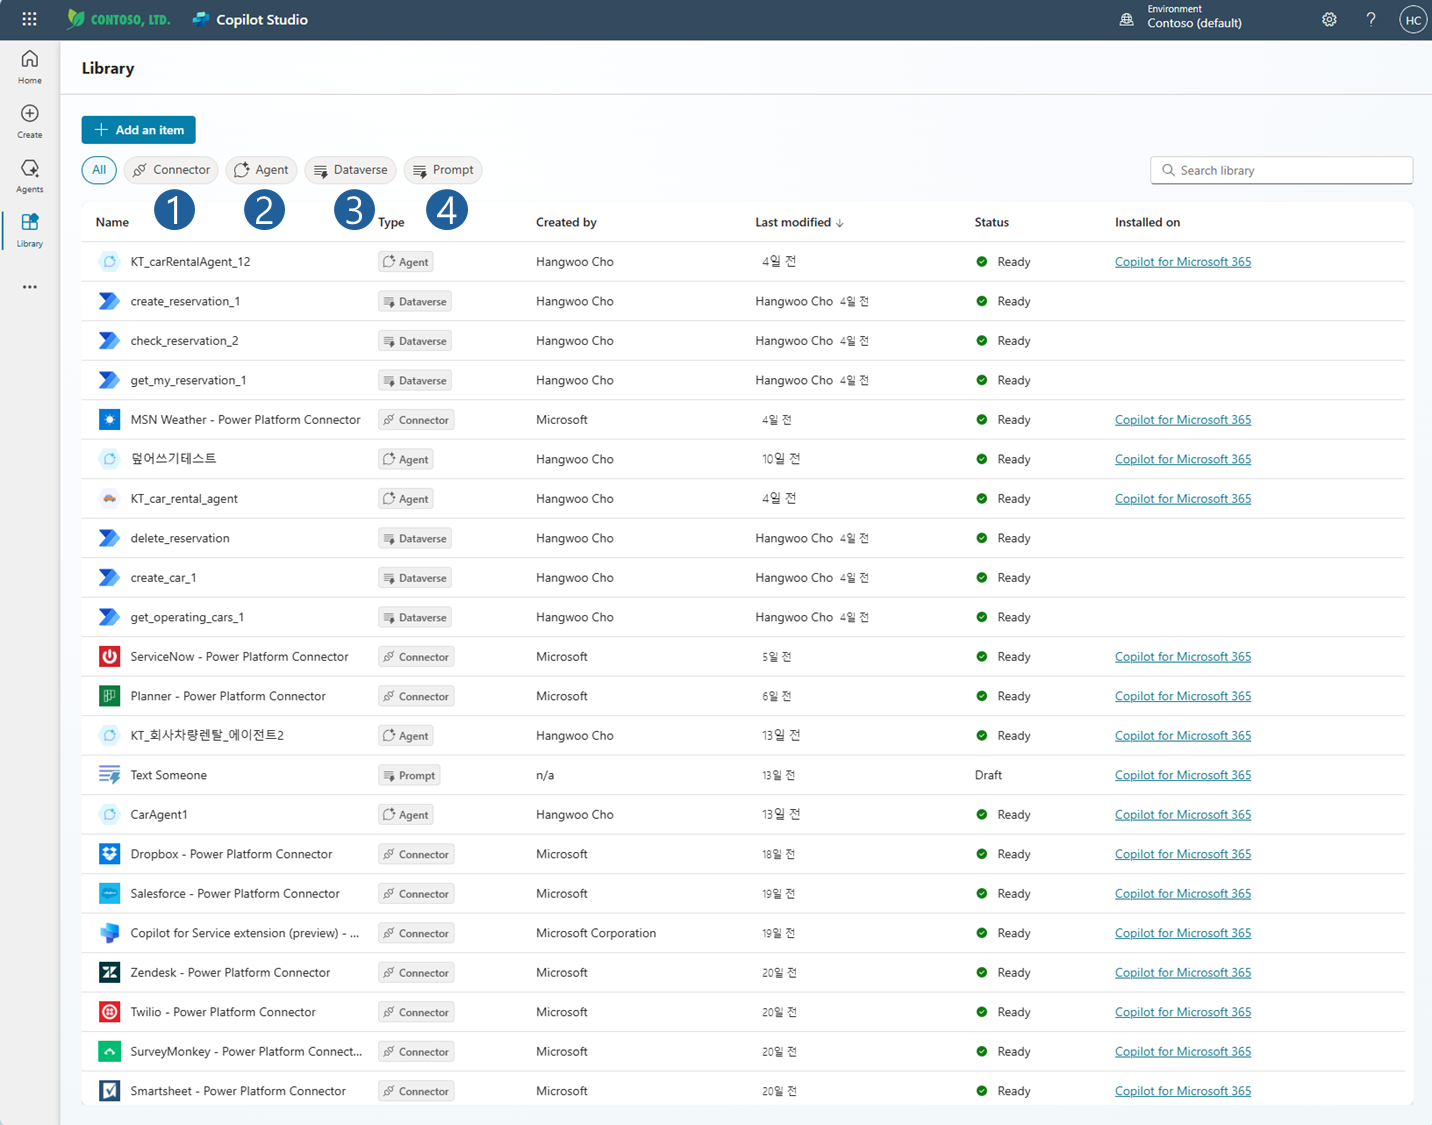 CONTOSO, LTD. Copilot Studio Environment
Contoso (default) ? HC
Home
Create
Agents
Library
Library
Add an item
All Connector Agent Dataverse Prompt Search library
1 2 3 4
Name Type Created by Last modified ↓ Status Installed on
KT_carRentalAgent_12 Agent Hangwoo Cho 4일 전 Ready Copilot for Microsoft 365
create_reservation_1 Dataverse Hangwoo Cho Hangwoo Cho 4일 전 Ready
check_reservation_2 Dataverse Hangwoo Cho Hangwoo Cho 4일 전 Ready
get_my_reservation_1 Dataverse Hangwoo Cho Hangwoo Cho 4일 전 Ready
MSN Weather - Power Platform Connector Connector Microsoft 4일 전 Ready Copilot for Microsoft 365
덮어쓰기테스트 Agent Hangwoo Cho 10일 전 Ready Copilot for Microsoft 365
KT_car_rental_agent Agent Hangwoo Cho 4일 전 Ready Copilot for Microsoft 365
delete_reservation Dataverse Hangwoo Cho Hangwoo Cho 4일 전 Ready
create_car_1 Dataverse Hangwoo Cho Hangwoo Cho 4일 전 Ready
get_operating_cars_1 Dataverse Hangwoo Cho Hangwoo Cho 4일 전 Ready
ServiceNow - Power Platform Connector Connector Microsoft 5일 전 Ready Copilot for Microsoft 365
Planner - Power Platform Connector Connector Microsoft 6일 전 Ready Copilot for Microsoft 365
KT_회사차량렌탈_에이전트2 Agent Hangwoo Cho 13일 전 Ready Copilot for Microsoft 365
Text Someone Prompt n/a 13일 전 Draft Copilot for Microsoft 365
CarAgent1 Agent Hangwoo Cho 13일 전 Ready Copilot for Microsoft 365
Dropbox - Power Platform Connector Connector Microsoft 18일 전 Ready Copilot for Microsoft 365
Salesforce - Power Platform Connector Connector Microsoft 19일 전 Ready Copilot for Microsoft 365
Copilot for Service extension (preview) - ... Connector Microsoft Corporation 19일 전 Ready Copilot for Microsoft 365
Zendesk - Power Platform Connector Connector Microsoft 20일 전 Ready Copilot for Microsoft 365
Twilio - Power Platform Connector Connector Microsoft 20일 전 Ready Copilot for Microsoft 365
SurveyMonkey - Power Platform Connect... Connector Microsoft 20일 전 Ready Copilot for Microsoft 365
Smartsheet - Power Platform Connector Connector Microsoft 20일 전 Ready Copilot for Microsoft 365